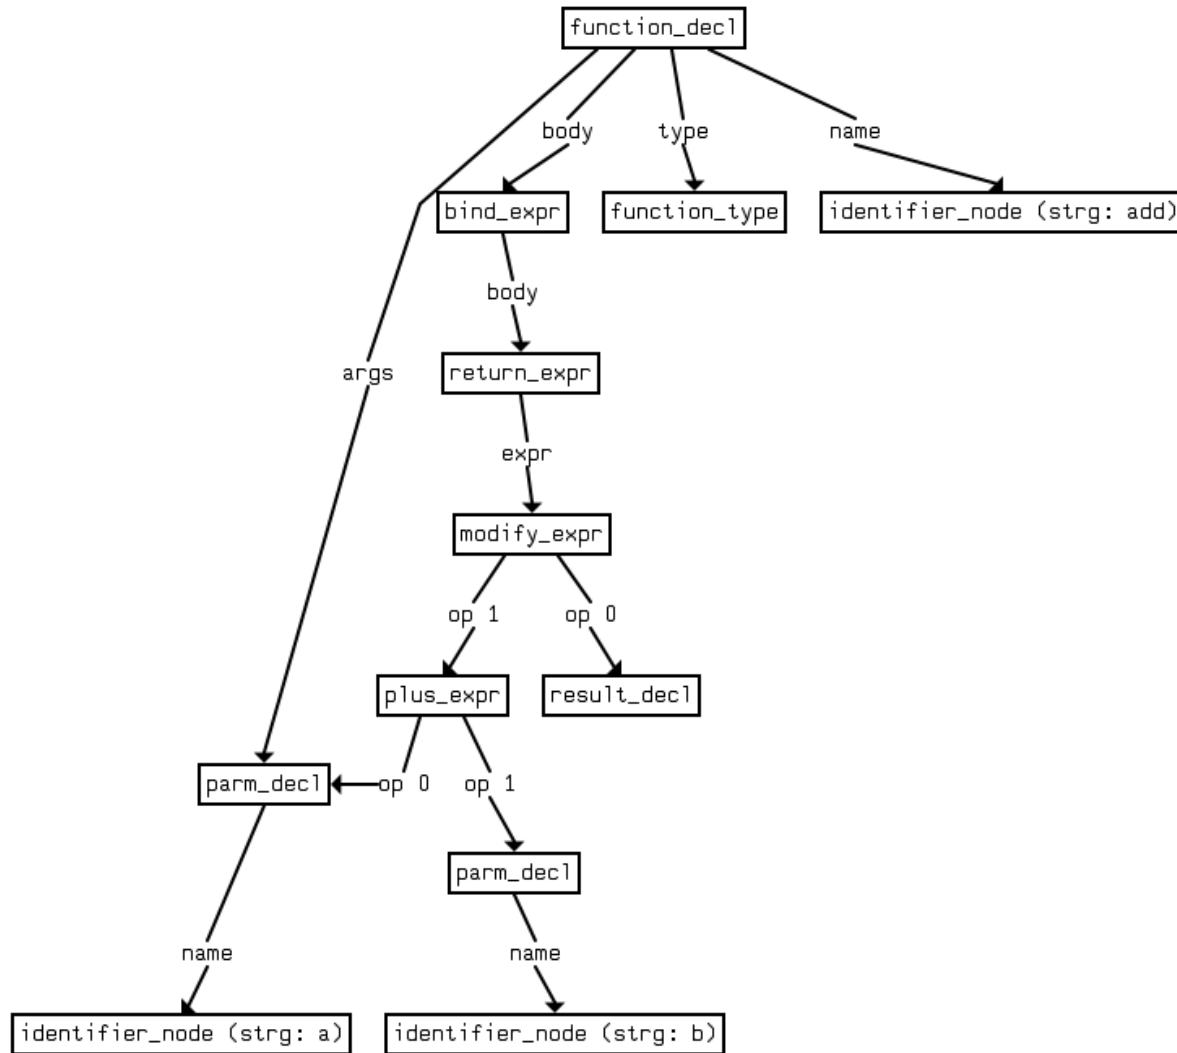 function_decl
body
type
name
bind_expr
function_type
identifier_node (strg: add)
body
args
return_expr
expr
modify_expr
op 1
op 0
plus_expr
result_decl
parm_decl
op 0
op 1
parm_decl
name
name
identifier_node (strg: a)
identifier_node (strg: b)